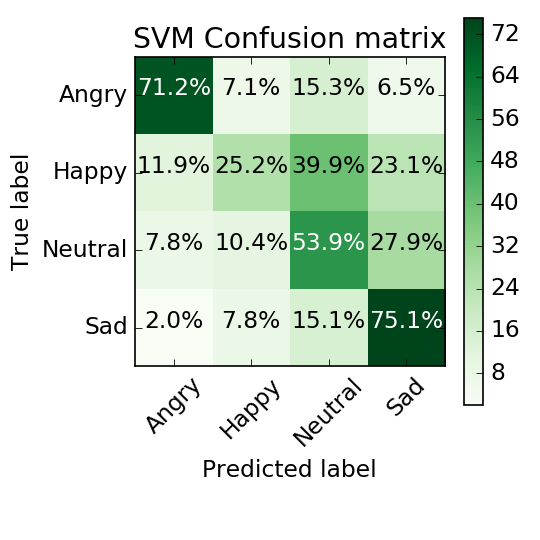 SVM Confusion matrix
True label
Angry 71.2% 7.1% 15.3% 6.5%
Happy 11.9% 25.2% 39.9% 23.1%
Neutral 7.8% 10.4% 53.9% 27.9%
Sad 2.0% 7.8% 15.1% 75.1%
Angry Happy Neutral Sad
Predicted label
72
64
56
48
40
32
24
16
8